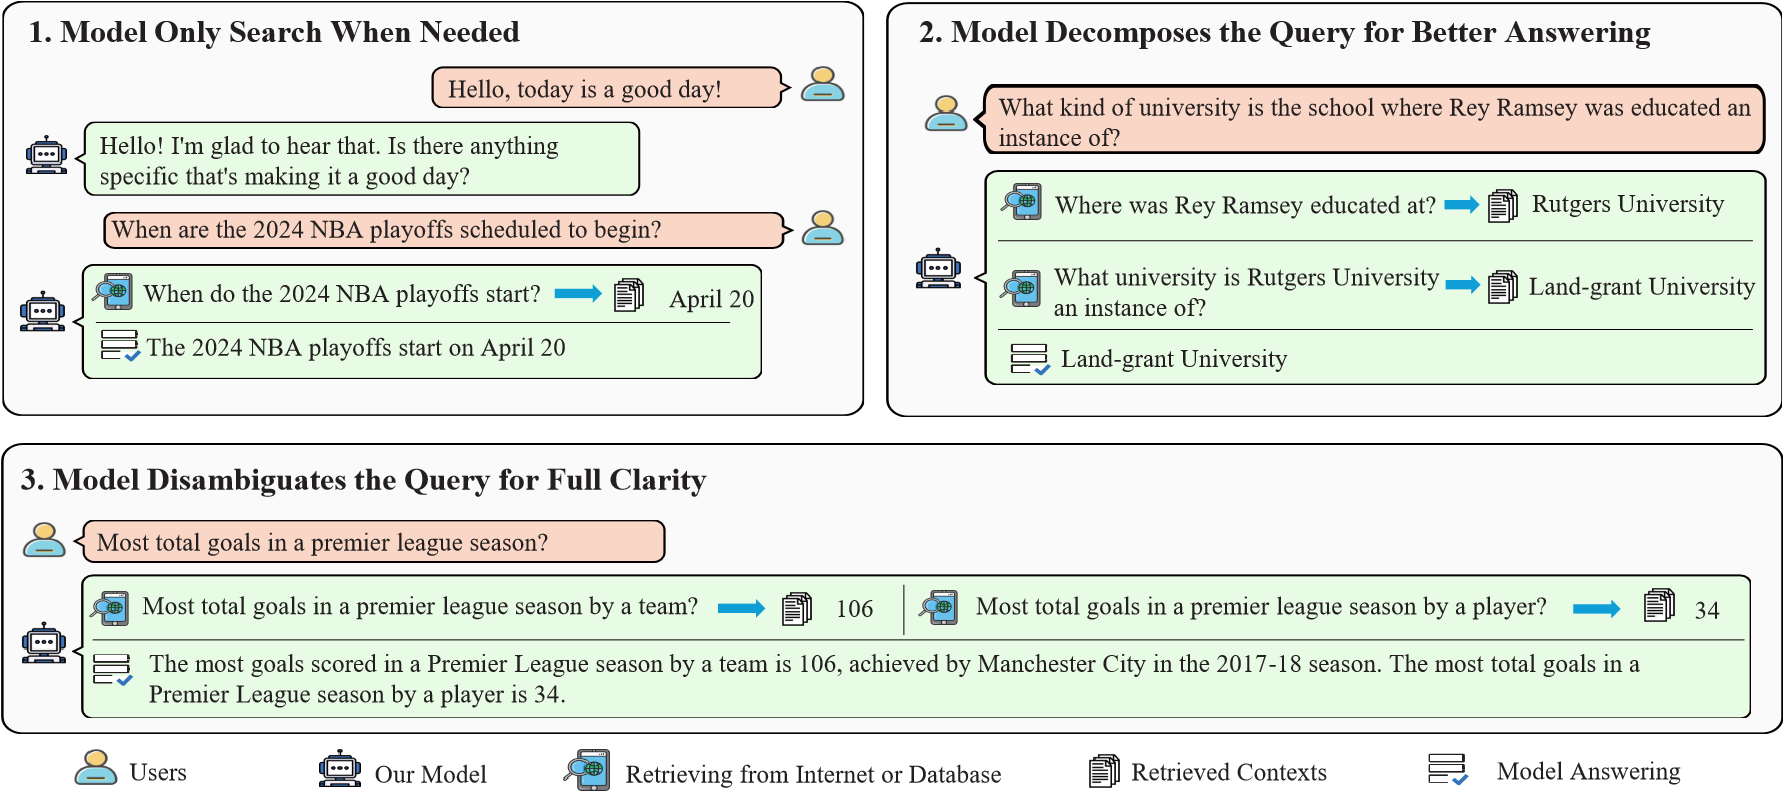 1. Model Only Search When Needed
Hello, today is a good day!
Hello! I'm glad to hear that. Is there anything
specific that's making it a good day?
When are the 2024 NBA playoffs scheduled to begin?
When do the 2024 NBA playoffs start?
April 20
The 2024 NBA playoffs start on April 20
2. Model Decomposes the Query for Better Answering
What kind of university is the school where Rey Ramsey was educated an
instance of?
Where was Rey Ramsey educated at?
Rutgers University
What university is Rutgers University
an instance of?
Land-grant University
Land-grant University
3. Model Disambiguates the Query for Full Clarity
Most total goals in a premier league season?
Most total goals in a premier league season by a team?
106
Most total goals in a premier league season by a player?
34
The most goals scored in a Premier League season by a team is 106, achieved by Manchester City in the 2017-18 season. The most total goals in a
Premier League season by a player is 34.
Users
Our Model
Retrieving from Internet or Database
Retrieved Contexts
Model Answering